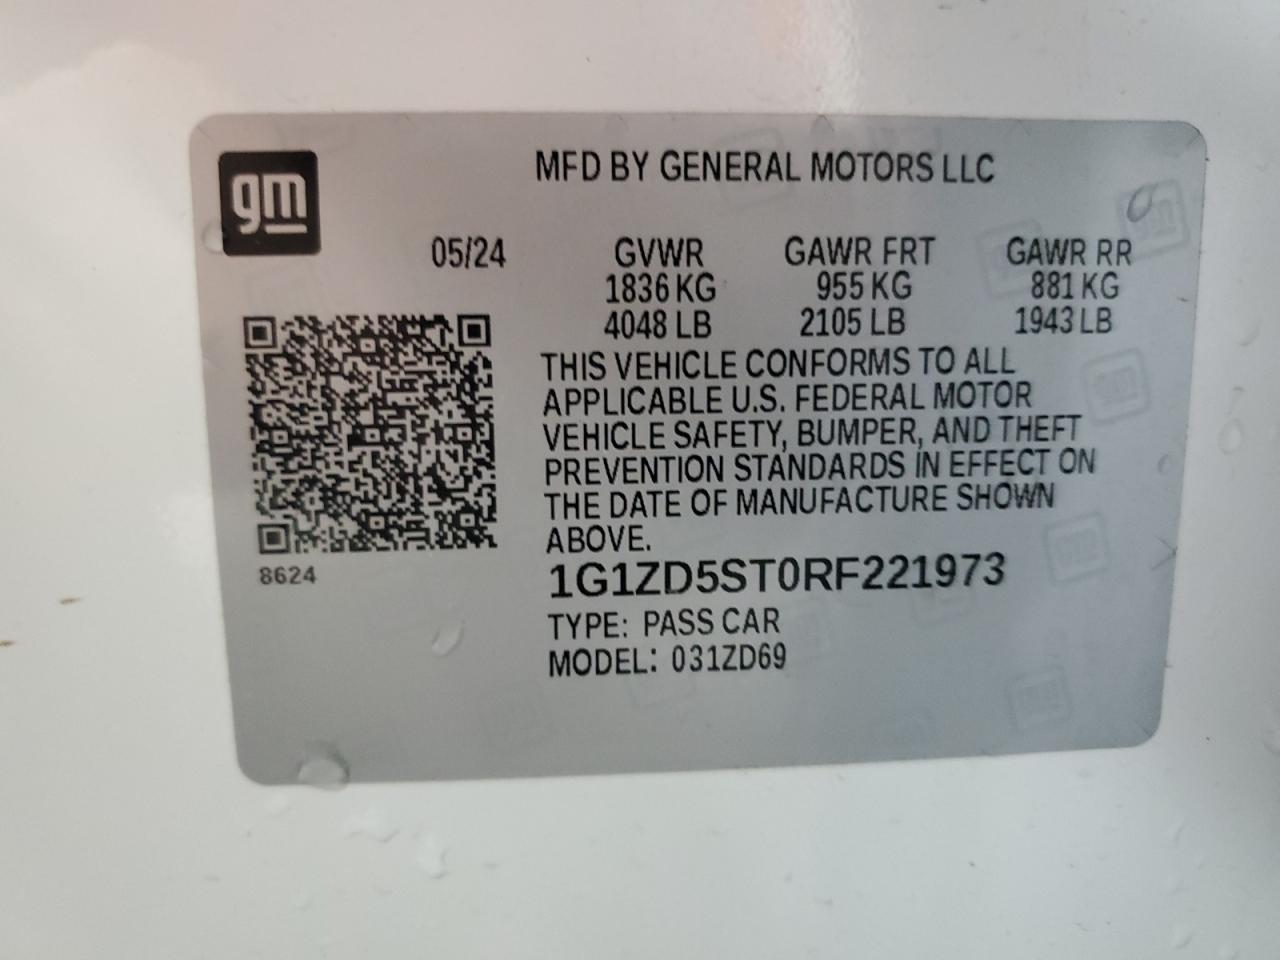 gm
MFD BY GENERAL MOTORS LLC
05/24 GVWR GAWR FRT GAWR RR
1836 KG 955 KG 881 KG
4048 LB 2105 LB 1943 LB
THIS VEHICLE CONFORMS TO ALL
APPLICABLE U.S. FEDERAL MOTOR
VEHICLE SAFETY, BUMPER, AND THEFT
PREVENTION STANDARDS IN EFFECT ON
THE DATE OF MANUFACTURE SHOWN
ABOVE.
8624
1G1ZD5ST0RF221973
TYPE: PASS CAR
MODEL: 031ZD69